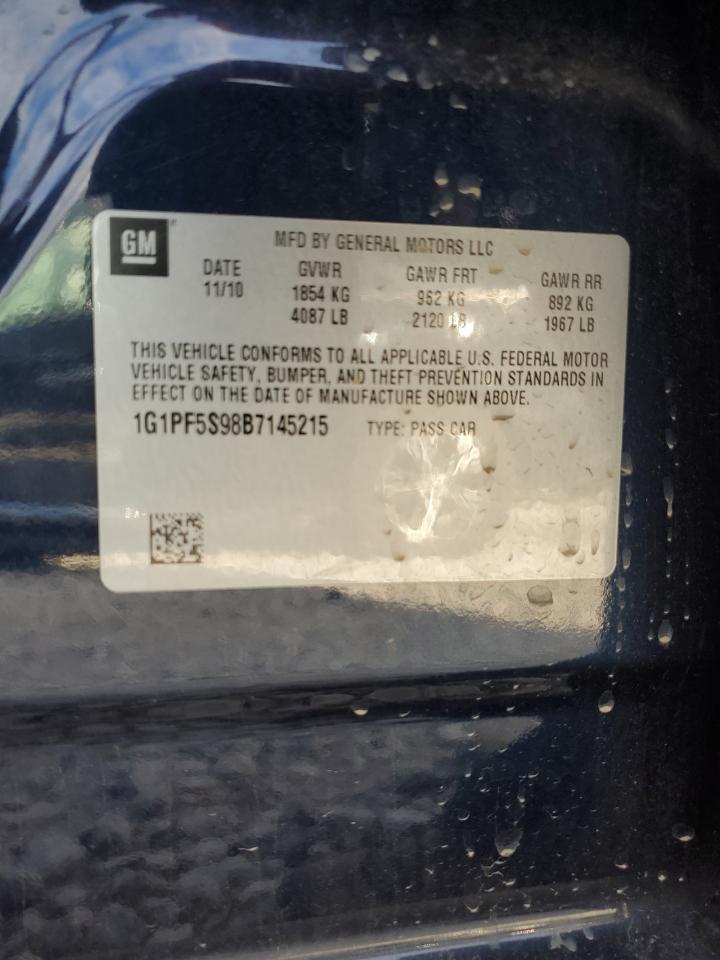 GM
MFD BY GENERAL MOTORS LLC
DATE GVWR GAWR FRT GAWR RR
11/10 1854 KG 962 KG 892 KG
4087 LB 2120 LB 1967 LB
THIS VEHICLE CONFORMS TO ALL APPLICABLE U.S. FEDERAL MOTOR
VEHICLE SAFETY, BUMPER, AND THEFT PREVENTION STANDARDS IN
EFFECT ON THE DATE OF MANUFACTURE SHOWN ABOVE.
1G1PF5S98B7145215 TYPE: PASS CAR